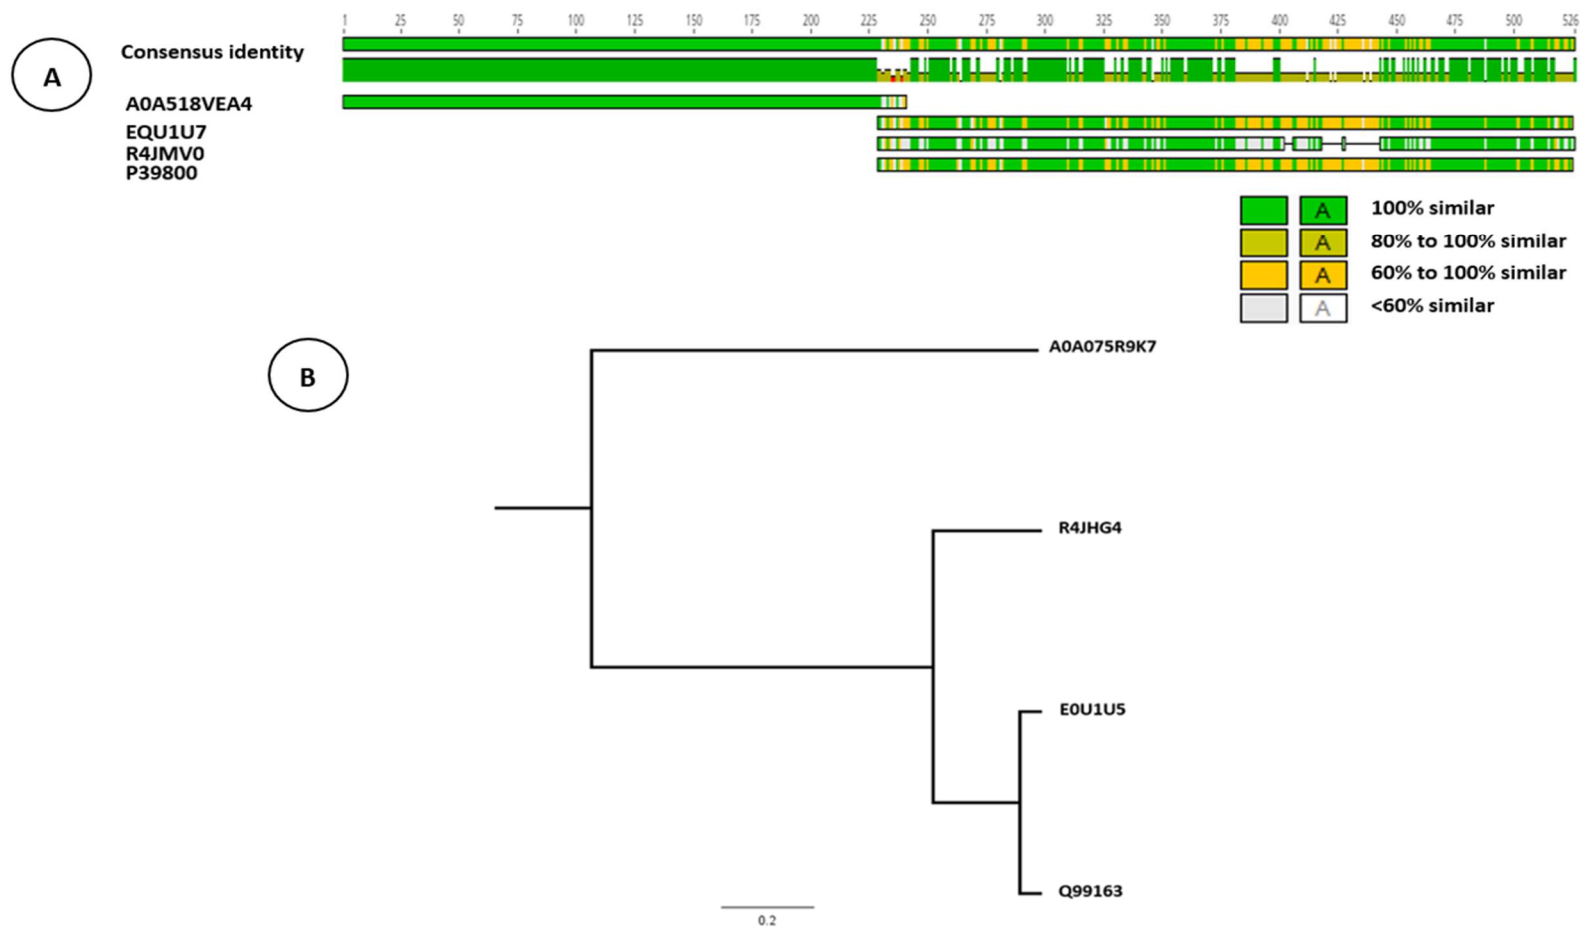 1 25 50 75 100 125 150 175 200 225 250 275 300 325 350 375 400 425 450 475 500 526
A
Consensus identity
A0A518VEA4
EQU1U7
R4JMV0
P39800
A 100% similar
A 80% to 100% similar
A 60% to 100% similar
A <60% similar
B
A0A075R9K7
R4JHG4
E0U1U5
Q99163
0.2